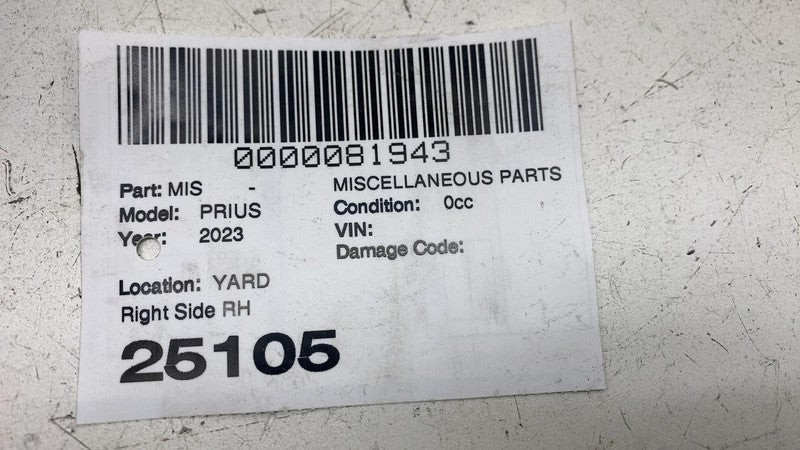 0000081943
Part: MIS - MISCELLANEOUS PARTS
Model: PRIUS Condition: 0cc
Year: 2023 VIN:
Damage Code:
Location: YARD
Right Side RH
25105